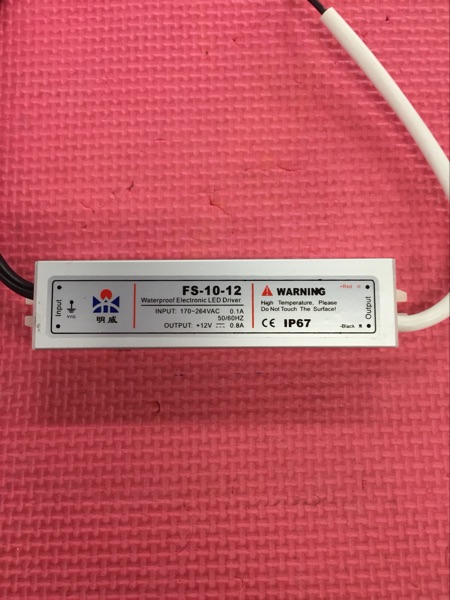 Input
明威
FS-10-12
Waterproof Electronic LED Driver
INPUT: 170~264VAC 0.1A
50/60HZ
OUTPUT: +12V 0.8A
WARNING
High Temperature, Please
Do Not Touch The Surface!
CE IP67
+Red
-Black
Output